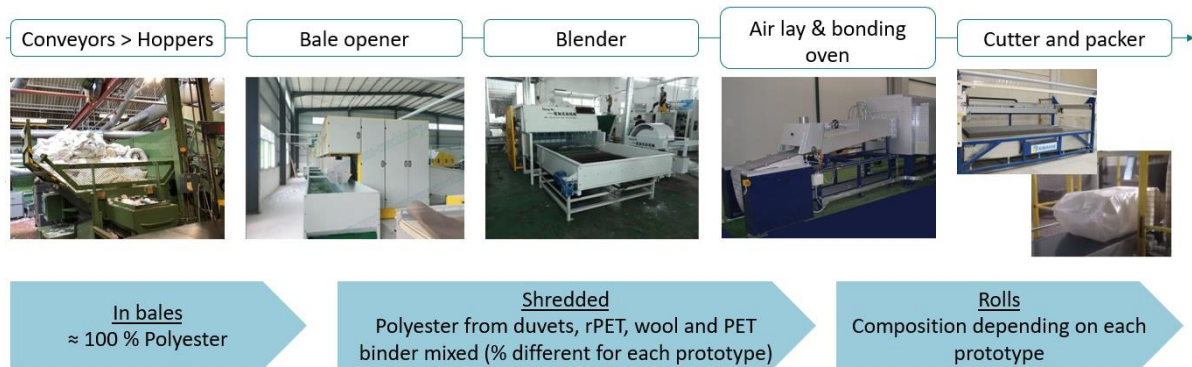 Conveyors > Hoppers
Bale opener
Blender
Air lay & bonding
oven
Cutter and packer
In bales
≈ 100 % Polyester
Shredded
Polyester from duvets, rPET, wool and PET
binder mixed (% different for each prototype)
Rolls
Composition depending on each
prototype